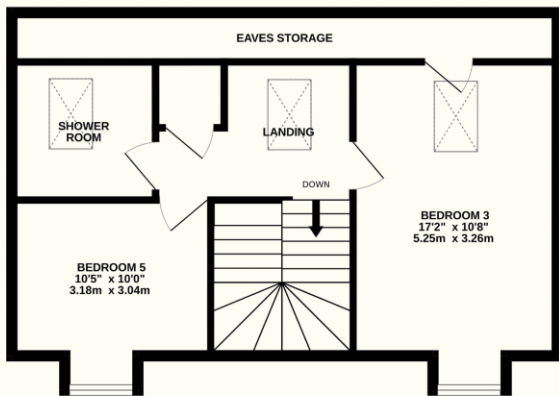 EAVES STORAGE
SHOWER
ROOM
LANDING
DOWN
BEDROOM 3
17'2" x 10'8"
5.25m x 3.26m
BEDROOM 5
10'5" x 10'0"
3.18m x 3.04m